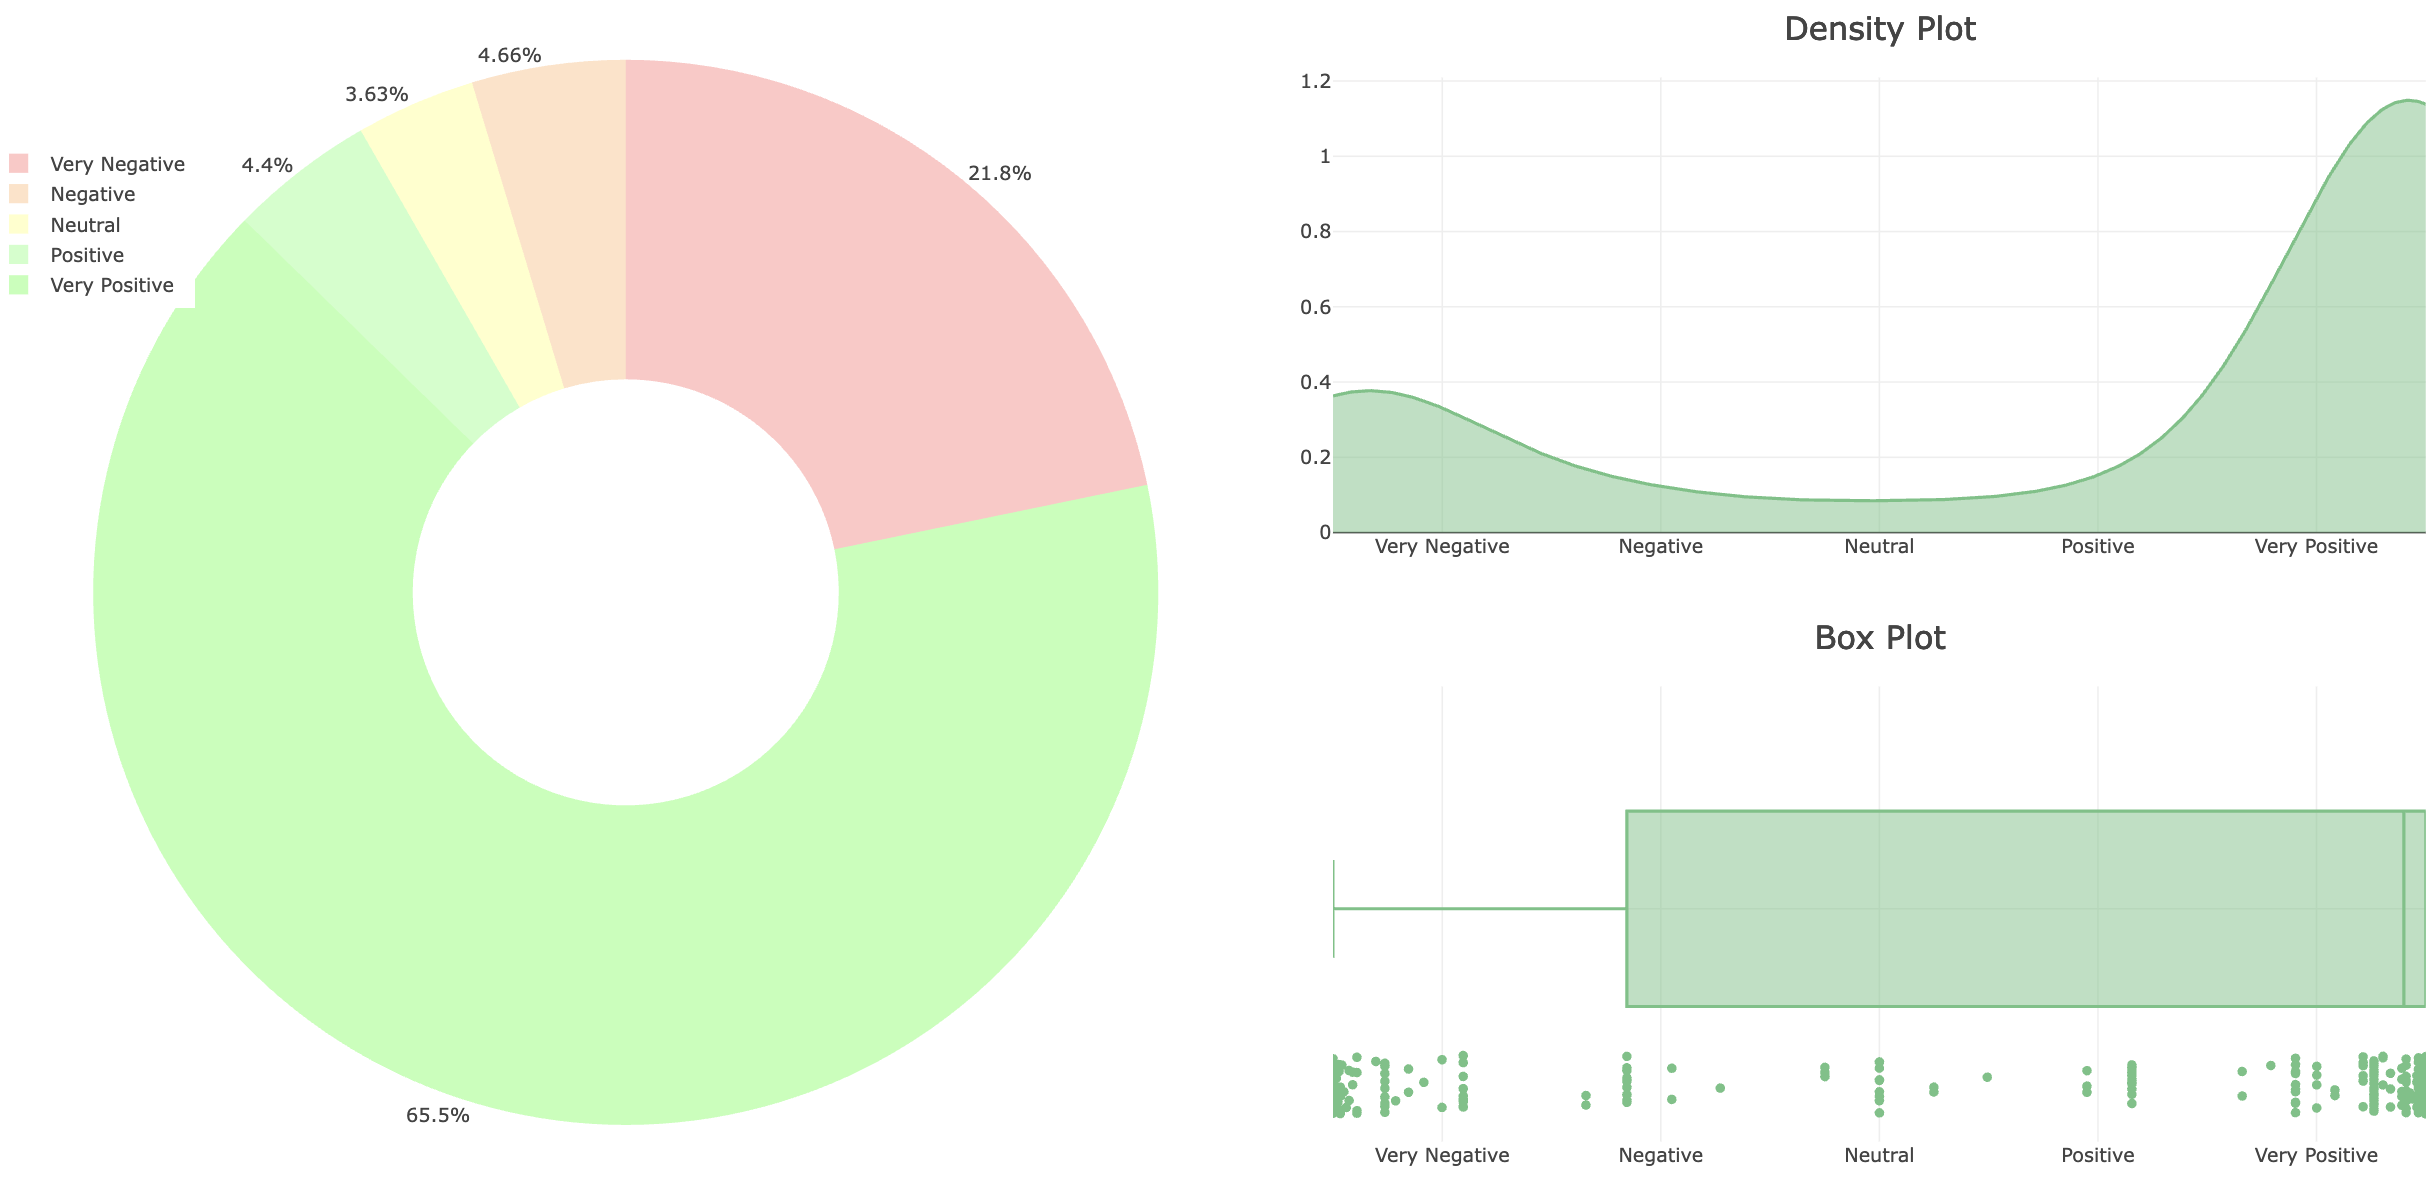 4.66%
3.63%
4.4%
21.8%
65.5%
Very Negative
Negative
Neutral
Positive
Very Positive
Density Plot
1.2
1
0.8
0.6
0.4
0.2
0
Very Negative Negative Neutral Positive Very Positive
Box Plot
Very Negative Negative Neutral Positive Very Positive